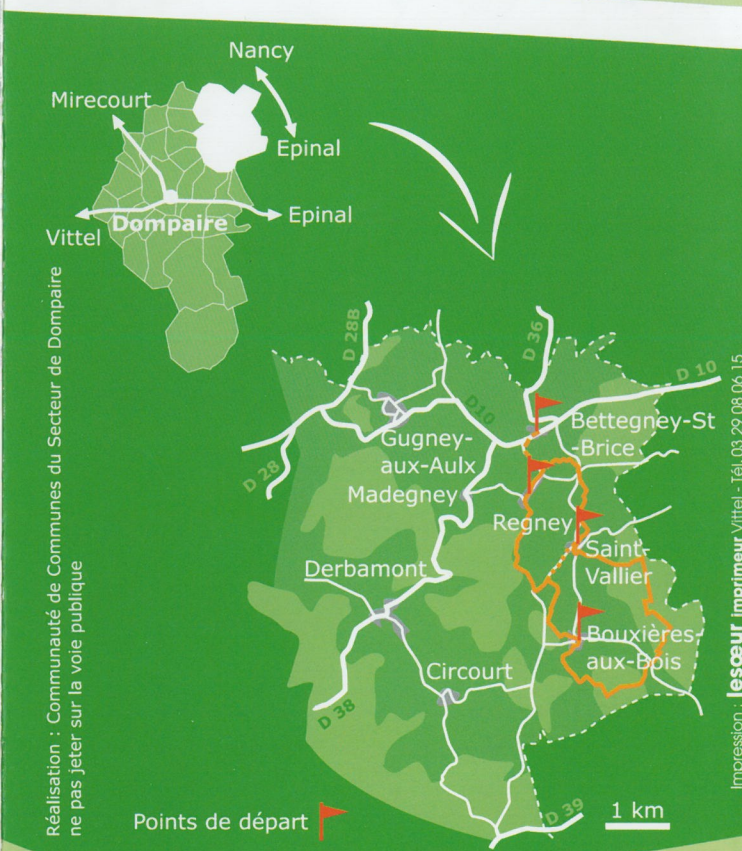 Nancy
Mirecourt
Epinal
Epinal
Dompaire
Vittel
Réalisation : Communauté de Communes du Secteur de Dompaire
ne pas jeter sur la voie publique
D 28B
D 36
D 10
D10
Bettegney-St
-Brice
Gugney-
aux-Aulx
D 28
Madegney
Regney
Saint-
Vallier
Derbamont
Bouxières-
aux-Bois
Circourt
D 38
Points de départ
D 39
1 km
Impression : lesœur imprimeur Vittel - Tél. 03 29 08 06 15